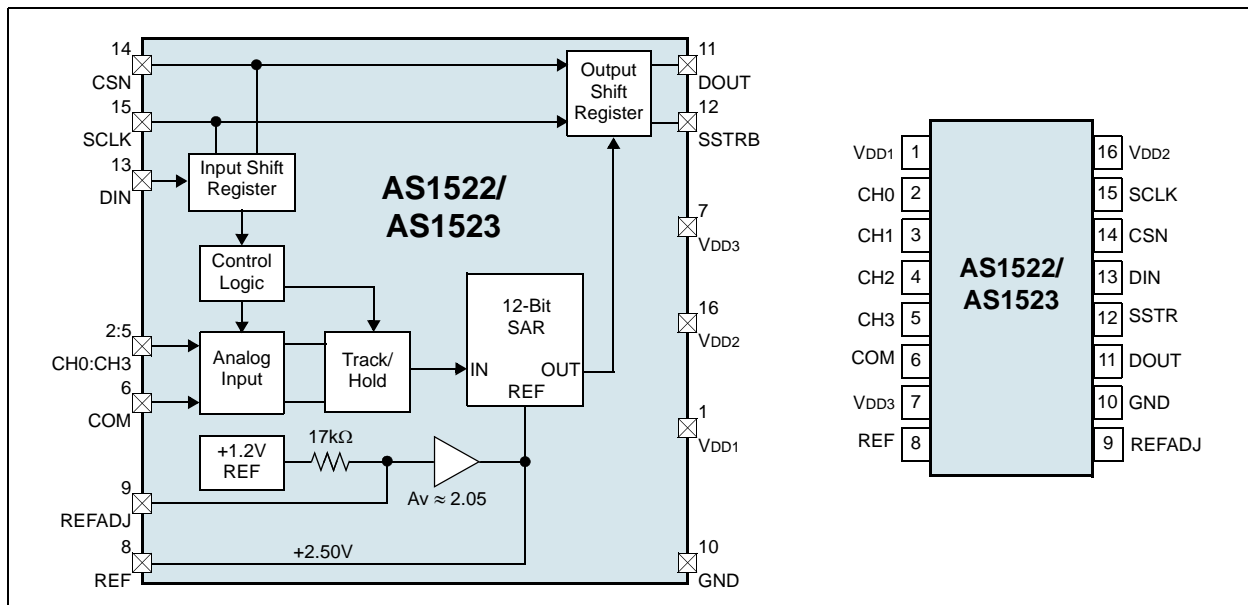 14
CSN
15
SCLK
13
DIN
Input Shift
Register
Control
Logic
2:5
CH0:CH3
6
COM
Analog
Input
Track/
Hold
12-Bit
SAR
IN
OUT
REF
+1.2V
REF
17kΩ
Av ≈ 2.05
9
REFADJ
8
REF
+2.50V
AS1522/
AS1523
Output
Shift
Register
11
DOUT
12
SSTRB
7
VDD3
16
VDD2
1
VDD1
10
GND
VDD1 1
CH0 2
CH1 3
CH2 4
CH3 5
COM 6
VDD3 7
REF 8
AS1522/
AS1523
16 VDD2
15 SCLK
14 CSN
13 DIN
12 SSTR
11 DOUT
10 GND
9 REFADJ